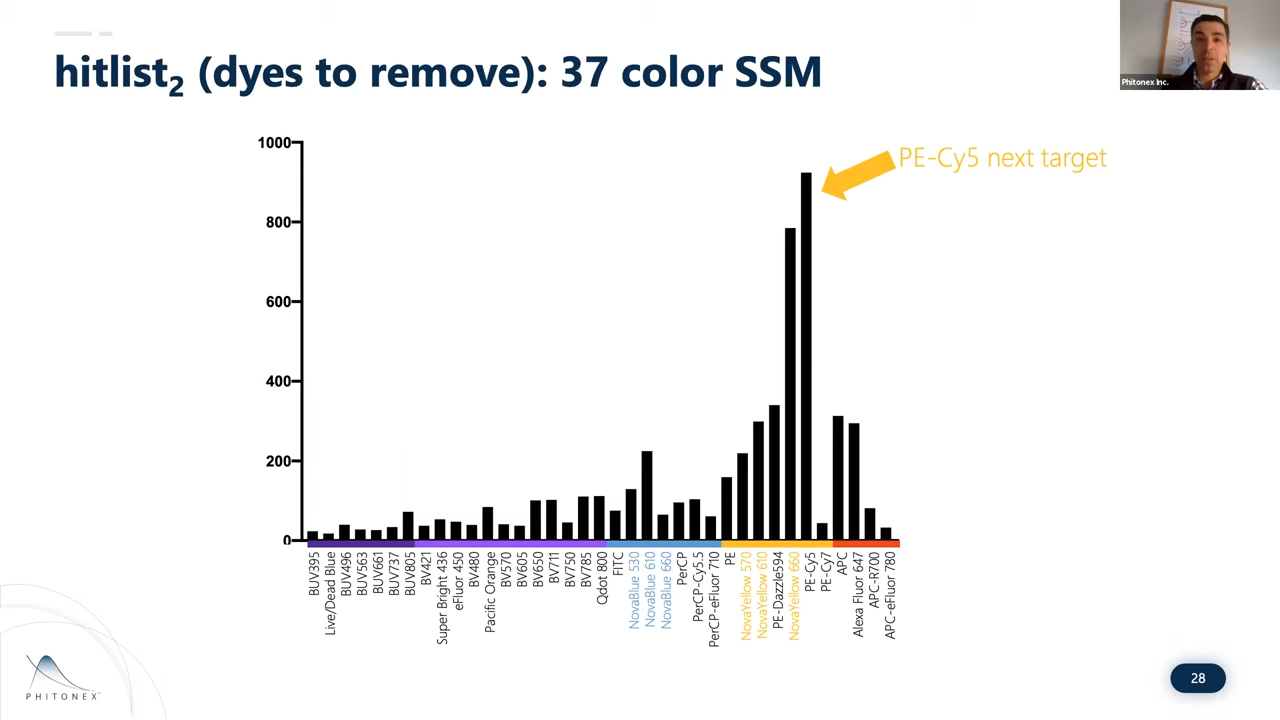 hitlist2 (dyes to remove): 37 color SSM
Phitonex Inc.
PE-Cy5 next target
1000
800
600
400
200
0
BUV395
Live/Dead Blue
BUV496
BUV563
BUV661
BUV737
BUV805
BV421
Super Bright 436
eFluor 450
BV480
Pacific Orange
BV570
BV605
BV650
BV711
BV750
BV785
Qdot 800
FITC
NovaBlue 530
NovaBlue 610
NovaBlue 660
PerCP
PerCP-Cy5.5
PerCP-eFluor 710
PE
NovaYellow 570
NovaYellow 610
PE-Dazzle594
NovaYellow 660
PE-Cy5
PE-Cy7
APC
Alexa Fluor 647
APC-R700
APC-eFluor 780
PHITONEX
28